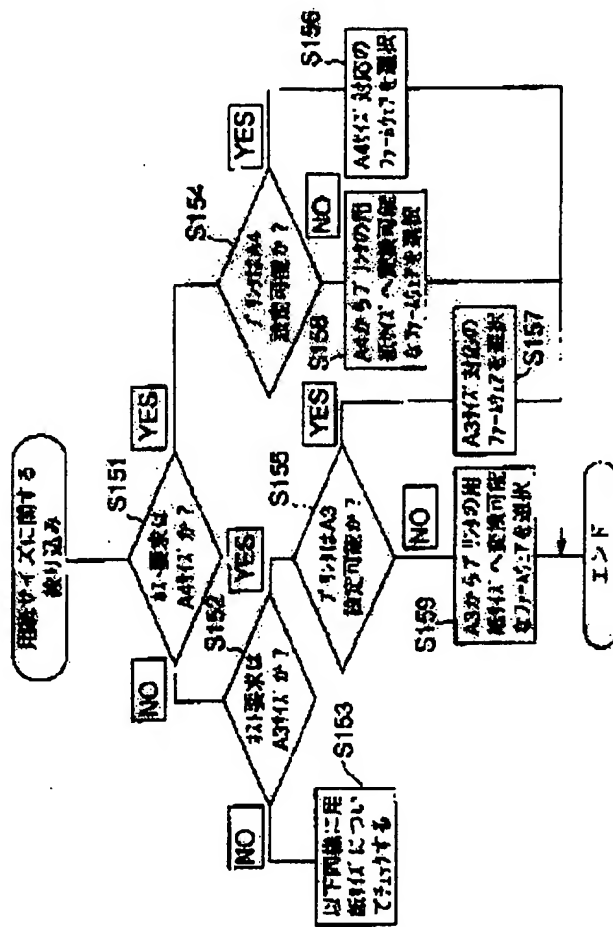 用紙サイズに関する
絞り込み
S151
ホスト要求は
A4サイズか?
YES
NO
S152
ホスト要求は
A3サイズか?
YES
NO
S153
以下同様に用
紙サイズについ
てチェックする
S154
プリンタはA4
設定可能か?
YES
NO
S155
プリンタはA3
設定可能か?
YES
NO
S156
A4サイズ対応の
ファームウェアを選択
S158
A4からプリンタの用
紙サイズへ変換可能
なファームウェアを選択
S157
A3サイズ対応の
ファームウェアを選択
S159
A3からプリンタの用
紙サイズへ変換可能
なファームウェアを選択
エンド